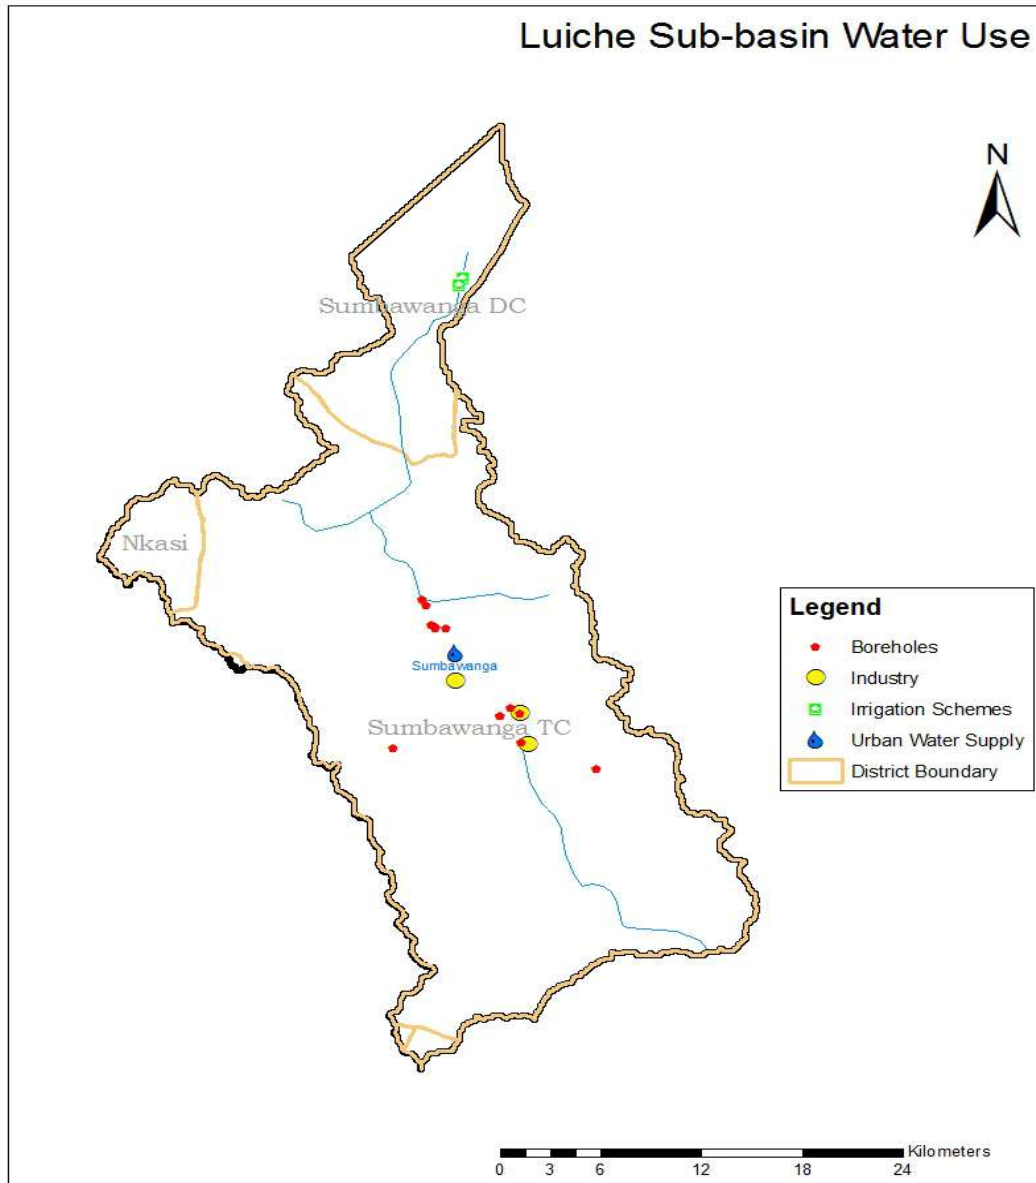 Luiche Sub-basin Water Use
N
Sumbawanga DC
Nkasi
Sumbawanga
Sumbawanga TC
Legend
Boreholes
Industry
Irrigation Schemes
Urban Water Supply
District Boundary
Kilometers
0 3 6 12 18 24